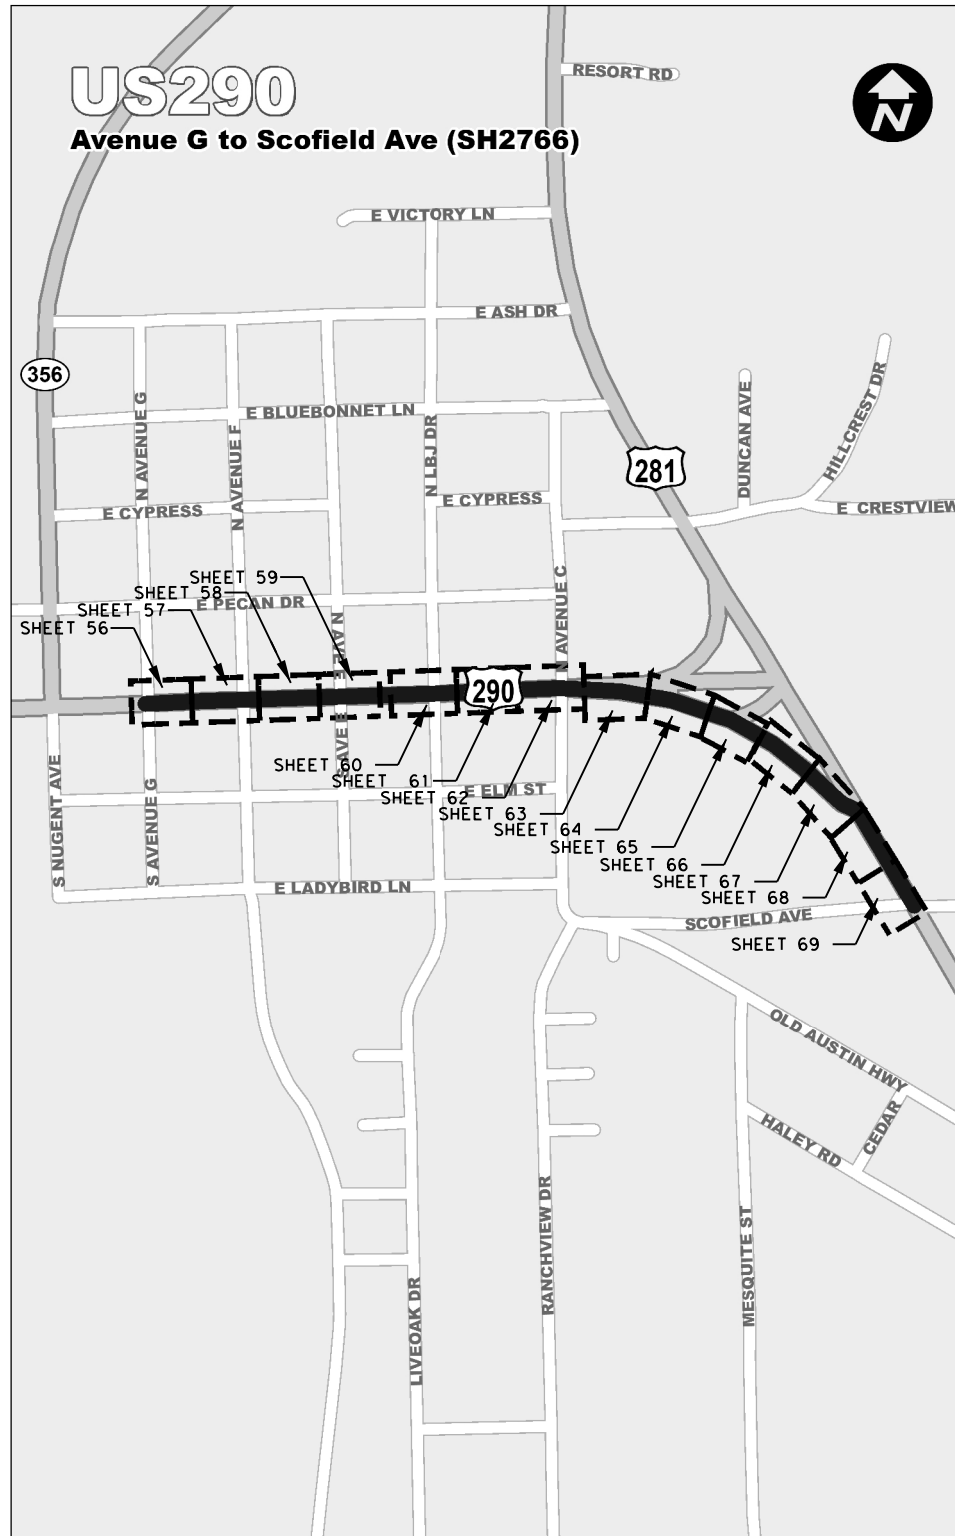 RESORT RD
US290
Avenue G to Scofield Ave (SH2766)
N
E VICTORY LN
E ASH DR
356
N AVENUE G
E BLUEBONNET LN
N AVENUE F
N LBJ DR
281
DUNCAN AVE
HILLCREST DR
E CYPRESS
E CYPRESS
E CRESTVIEW
N AVENUE C
SHEET 59
SHEET 58
E PECAN DR
SHEET 57
SHEET 56
N AVE E
290
S AVE E
SHEET 60
SHEET 61
SHEET 62
E ELM ST
SHEET 63
SHEET 64
SHEET 65
SHEET 66
SHEET 67
SHEET 68
SHEET 69
S NUGENT AVE
S AVENUE G
E LADYBIRD LN
SCOFIELD AVE
OLD AUSTIN HWY
HALEY RD
CEDAR
LIVEOAK DR
RANCHVIEW DR
MESQUITE ST